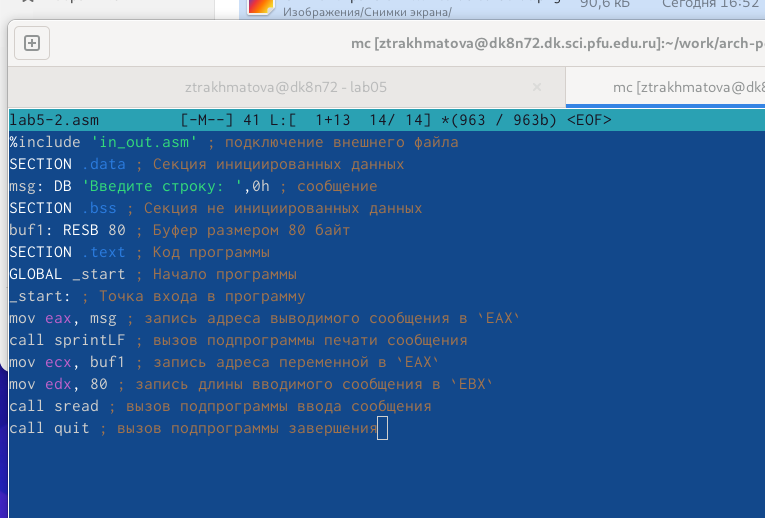 Изображения/Снимки экрана/
90,6 кБ
Сегодня 16:52
mc [ztrakhmatova@dk8n72.dk.sci.pfu.edu.ru]:~/work/arch-p
ztrakhmatova@dk8n72 - lab05 ×
mc [ztrakhmatova@dk8
lab5-2.asm [-M--] 41 L:[ 1+13 14/ 14] *(963 / 963b) <EOF>
%include 'in_out.asm' ; подключение внешнего файла
SECTION .data ; Секция инициированных данных
msg: DB 'Введите строку: ',0h ; сообщение
SECTION .bss ; Секция не инициированных данных
buf1: RESB 80 ; Буфер размером 80 байт
SECTION .text ; Код программы
GLOBAL _start ; Начало программы
_start: ; Точка входа в программу
mov eax, msg ; запись адреса выводимого сообщения в `EAX`
call sprintLF ; вызов подпрограммы печати сообщения
mov ecx, buf1 ; запись адреса переменной в `EAX`
mov edx, 80 ; запись длины вводимого сообщения в `EBX`
call sread ; вызов подпрограммы ввода сообщения
call quit ; вызов подпрограммы завершения